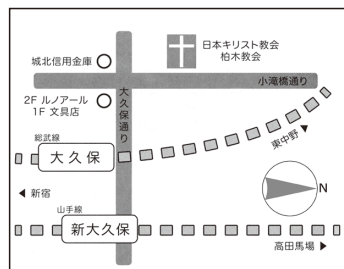 日本キリスト教会
柏木教会
城北信用金庫
小滝橋通り
2F ルノアール
1F 文具店
大久保通り
総武線
大久保
東中野
新宿
N
山手線
新大久保
高田馬場